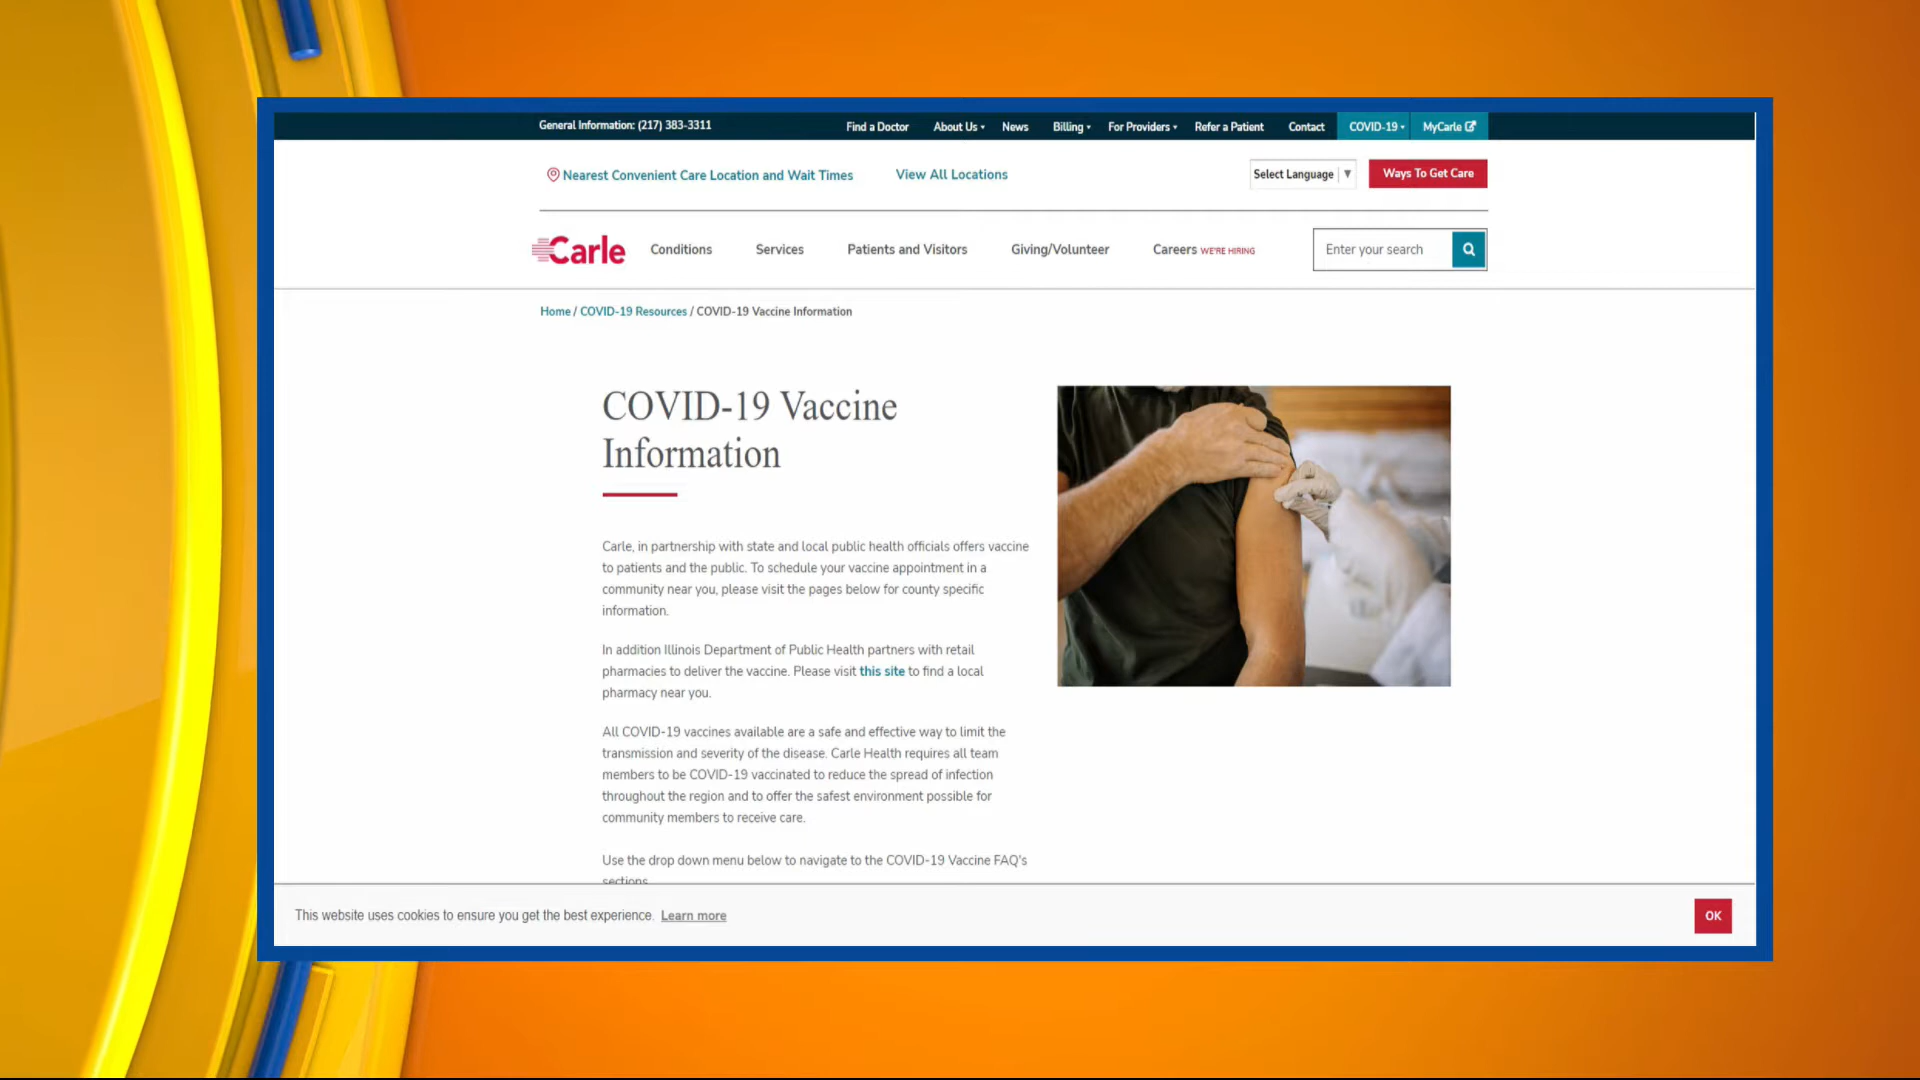 General Information: (217) 383-3311
Find a Doctor About Us News Billing For Providers Refer a Patient Contact COVID-19 MyCarle
Nearest Convenient Care Location and Wait Times View All Locations Select Language Ways To Get Care
Carle Conditions Services Patients and Visitors Giving/Volunteer Careers WE'RE HIRING Enter your search
Home / COVID-19 Resources / COVID-19 Vaccine Information
COVID-19 Vaccine
Information
Carle, in partnership with state and local public health officials offers vaccine
to patients and the public. To schedule your vaccine appointment in a
community near you, please visit the pages below for county specific
information.
In addition Illinois Department of Public Health partners with retail
pharmacies to deliver the vaccine. Please visit this site to find a local
pharmacy near you.
All COVID-19 vaccines available are a safe and effective way to limit the
transmission and severity of the disease. Carle Health requires all team
members to be COVID-19 vaccinated to reduce the spread of infection
throughout the region and to offer the safest environment possible for
community members to receive care.
Use the drop down menu below to navigate to the COVID-19 Vaccine FAQ's
sections
This website uses cookies to ensure you get the best experience. Learn more
OK